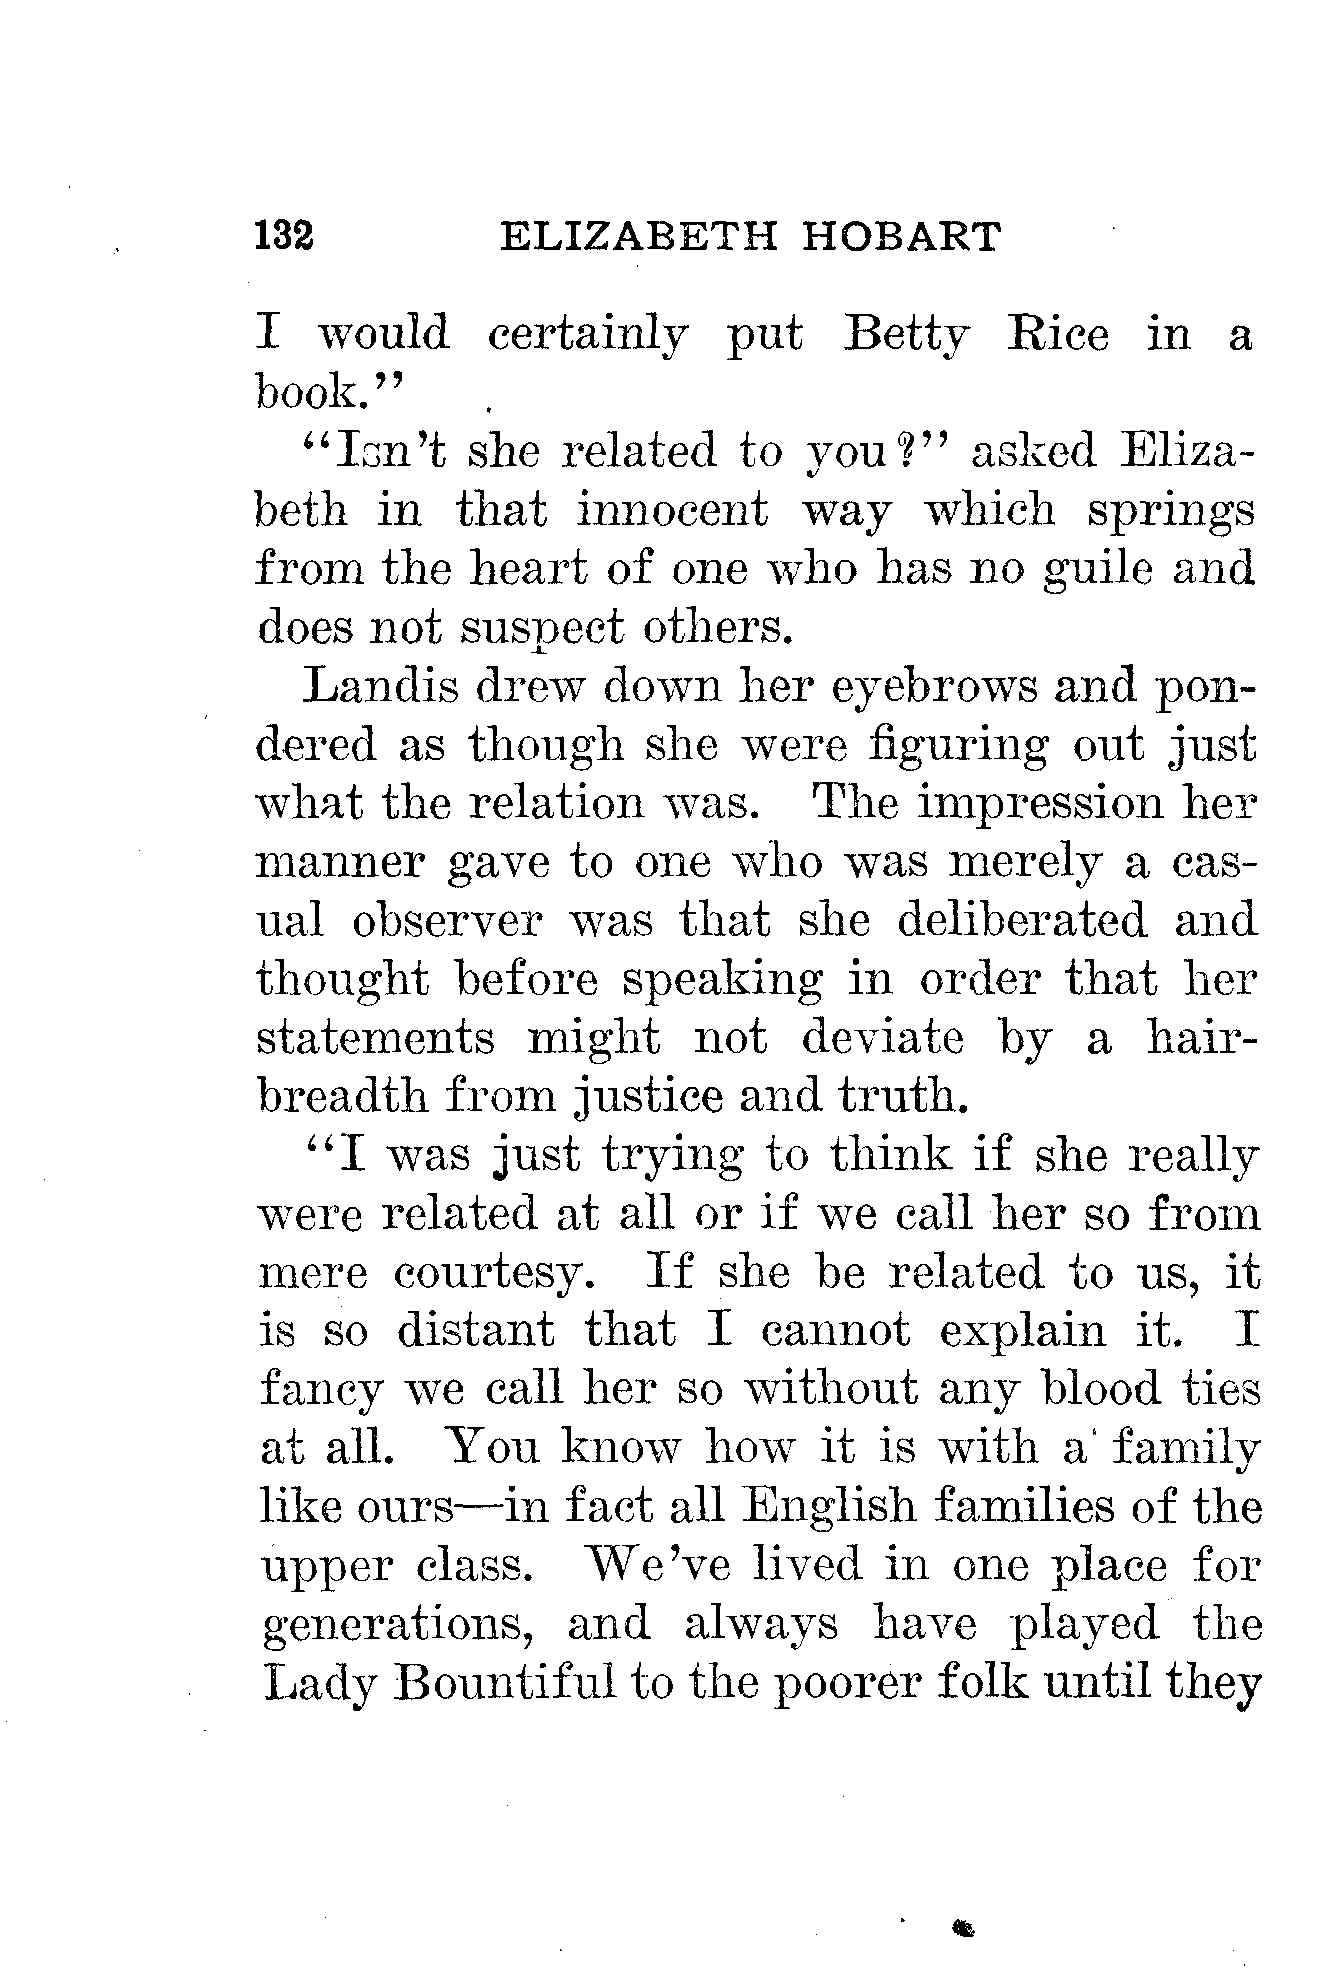 132 ELIZABETH HOBART
I would certainly put Betty Rice in a
book.”
“Isn’t she related to you?” asked Eliza-
beth in that innocent way which springs
from the heart of one who has no guile and
does not suspect others.
Landis drew down her eyebrows and pon-
dered as though she were figuring out just
what the relation was. The impression her
manner gave to one who was merely a cas-
ual observer was that she deliberated and
thought before speaking in order that her
statements might not deviate by a hair-
breadth from justice and truth.
“I was just trying to think if she really
were related at all or if we call her so from
mere courtesy. If she be related to us, it
is so distant that I cannot explain it. I
fancy we call her so without any blood ties
at all. You know how it is with a family
like ours—in fact all English families of the
upper class. We’ve lived in one place for
generations, and always have played the
Lady Bountiful to the poorer folk until they